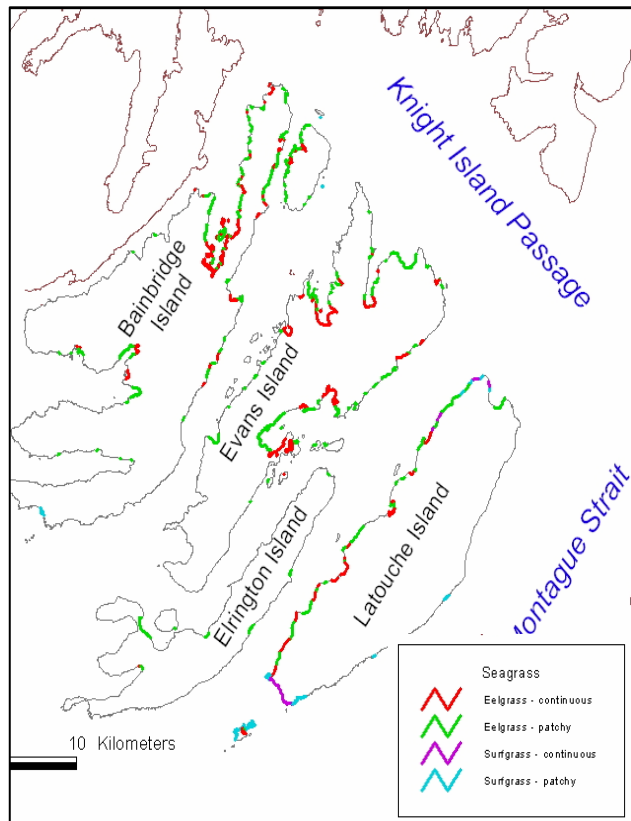 Knight Island Passage
Bainbridge
Island
Evans Island
Elrington Island
Latouche Island
Montague Strait
10 Kilometers
Seagrass
Eelgrass - continuous
Eelgrass - patchy
Surfgrass - continuous
Surfgrass - patchy